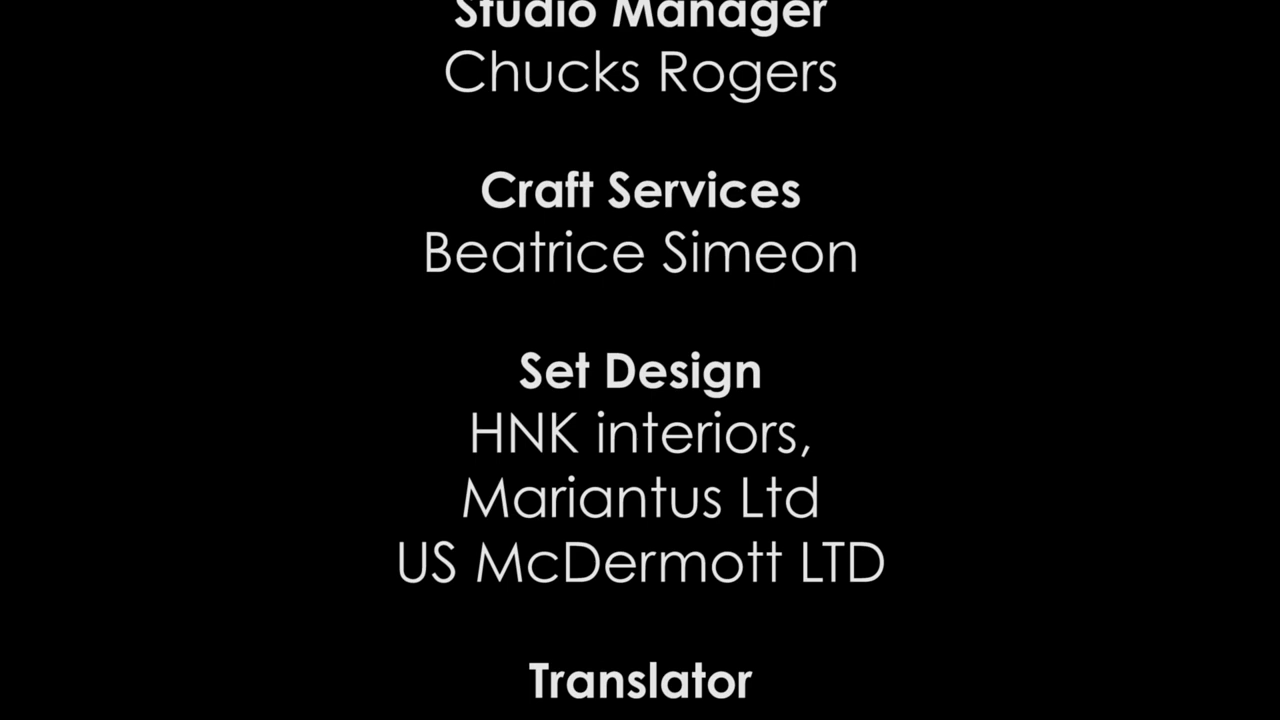 Studio Manager
Chucks Rogers
Craft Services
Beatrice Simeon
Set Design
HNK interiors,
Mariantus Ltd
US McDermott LTD
Translator